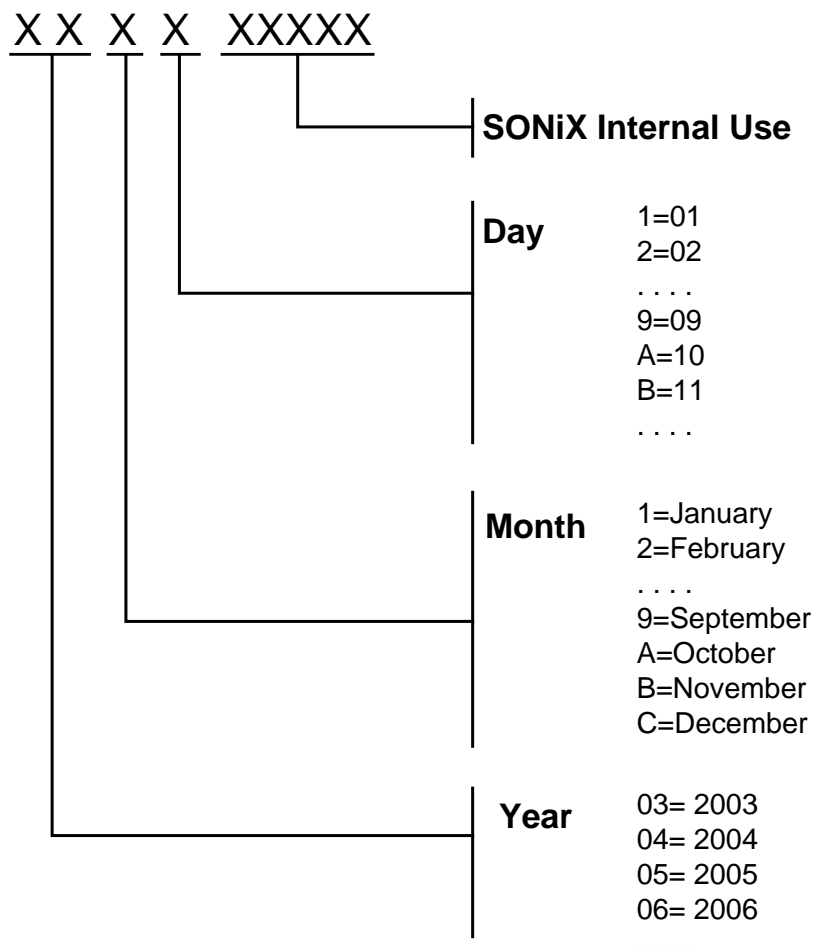 X X X X XXXXX
SONiX Internal Use
Day
1=01
2=02
. . . .
9=09
A=10
B=11
. . . .
Month
1=January
2=February
. . . .
9=September
A=October
B=November
C=December
Year
03= 2003
04= 2004
05= 2005
06= 2006
. . . .